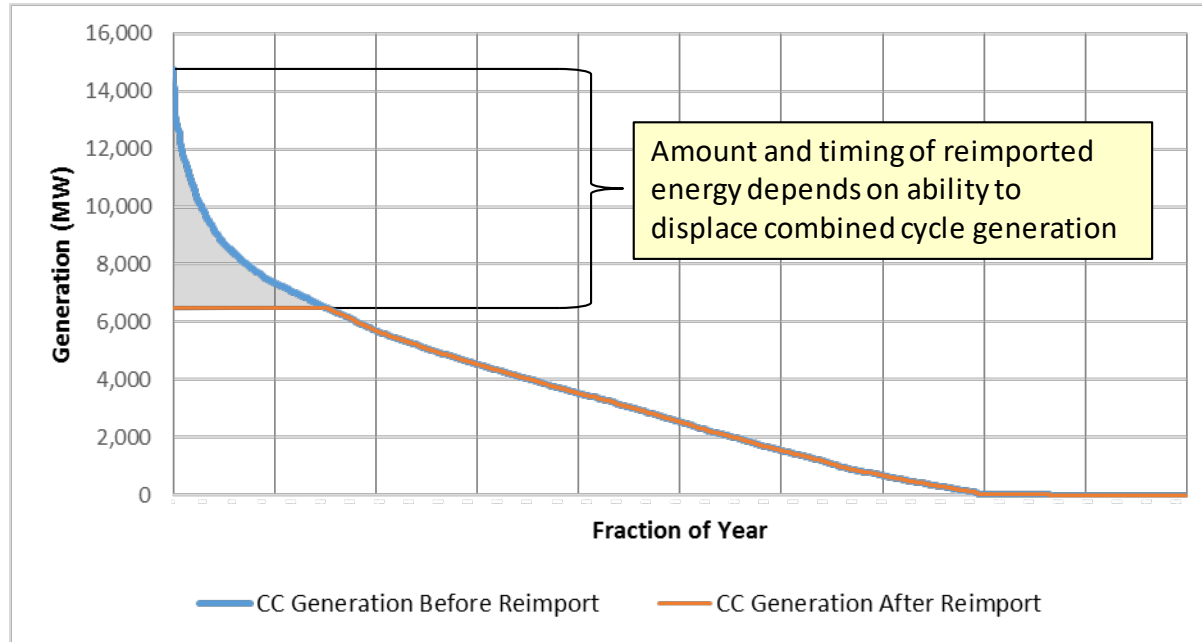 16,000
14,000
12,000
10,000
8,000
6,000
4,000
2,000
0
Generation (MW)
Amount and timing of reimported
energy depends on ability to
displace combined cycle generation
Fraction of Year
CC Generation Before Reimport
CC Generation After Reimport